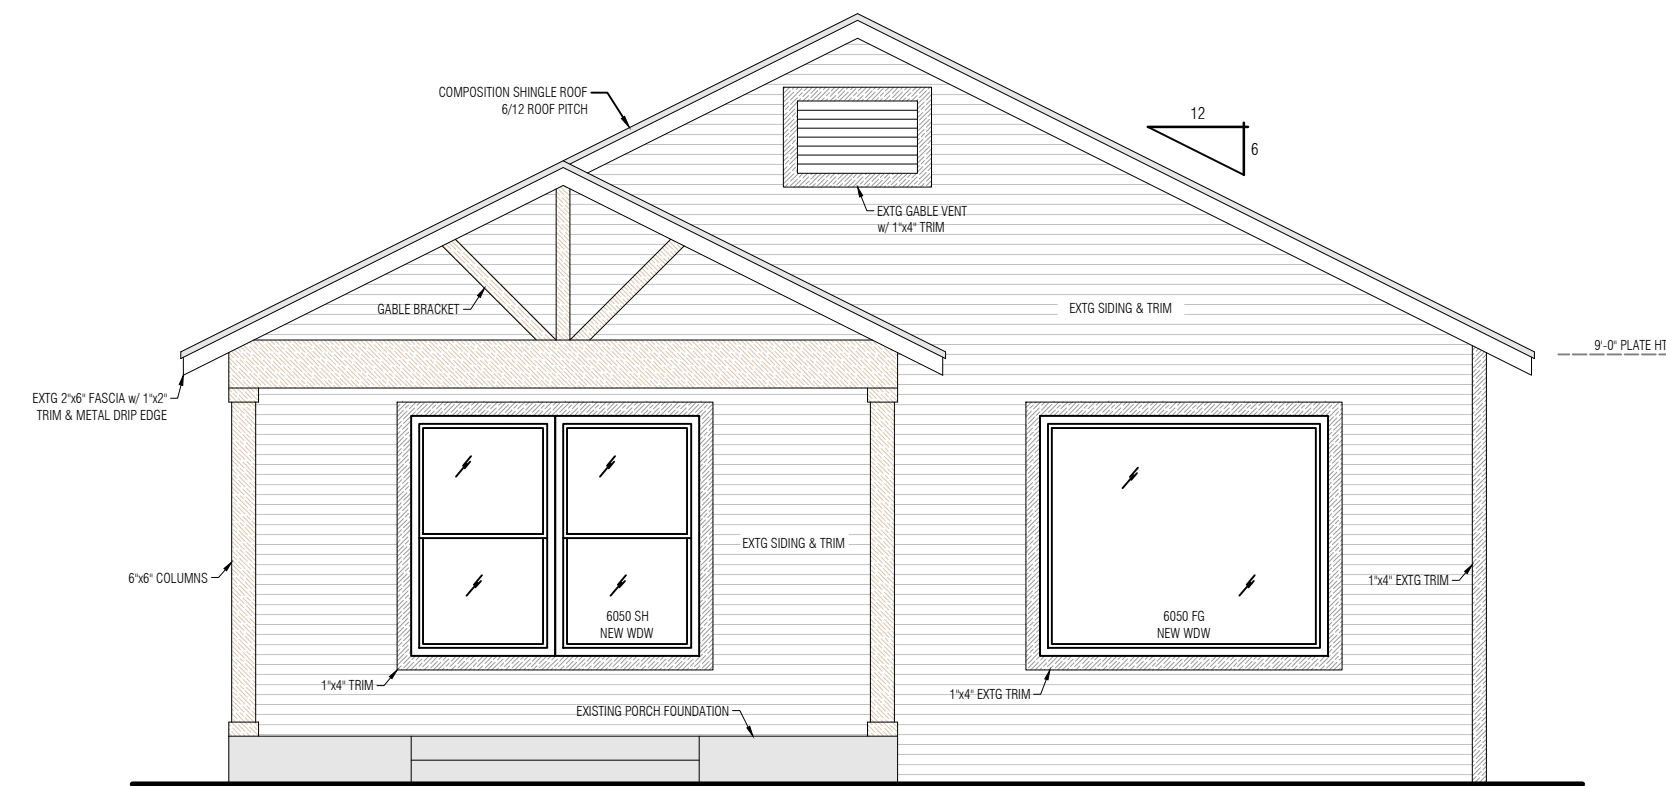 COMPOSITION SHINGLE ROOF
6/12 ROOF PITCH
12
6
EXTG GABLE VENT
w/ 1"x4" TRIM
GABLE BRACKET
EXTG SIDING & TRIM
9'-0" PLATE HT
EXTG 2"x6" FASCIA w/ 1"x2"
TRIM & METAL DRIP EDGE
EXTG SIDING & TRIM
6"x6" COLUMNS
1"x4" EXTG TRIM
6050 SH
NEW WDW
6050 FG
NEW WDW
1"x4" TRIM
1"x4" EXTG TRIM
EXISTING PORCH FOUNDATION